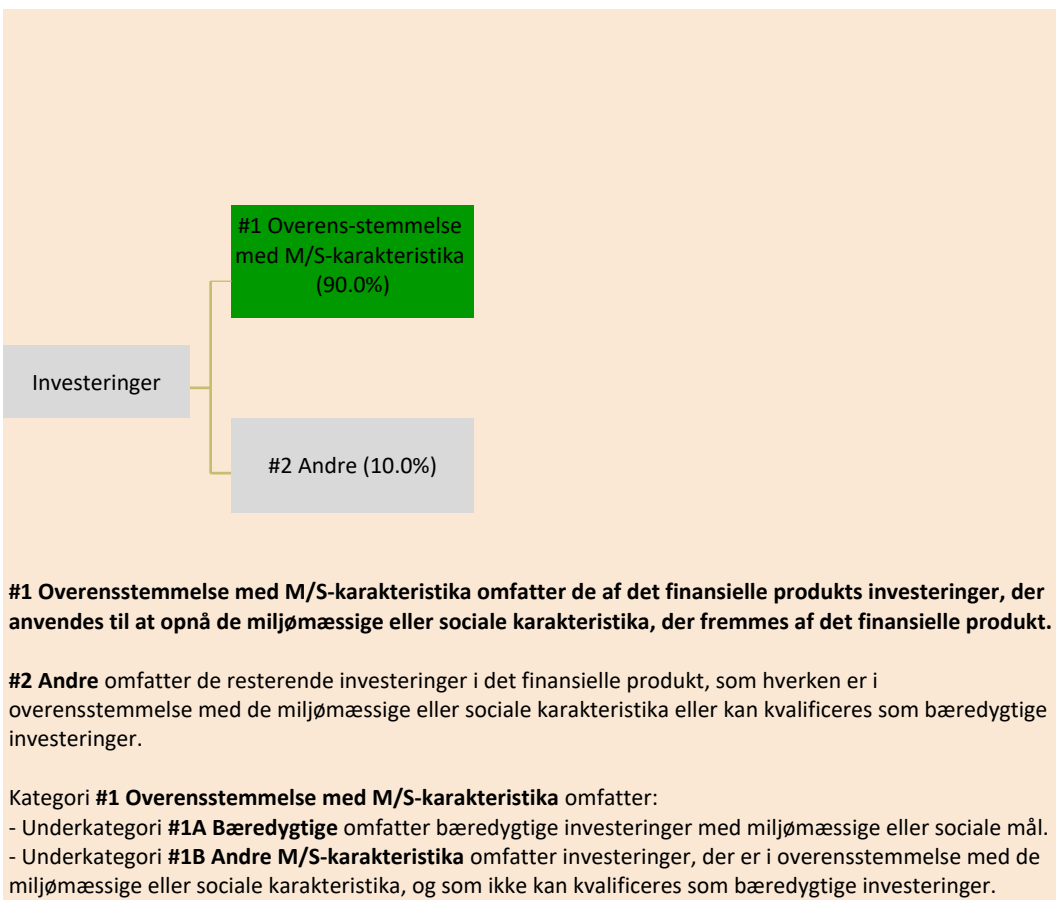 #1 Overens-stemmelse
med M/S-karakteristika
(90.0%)
Investeringer
#2 Andre (10.0%)
#1 Overensstemmelse med M/S-karakteristika omfatter de af det finansielle produkts investeringer, der
anvendes til at opnå de miljømæssige eller sociale karakteristika, der fremmes af det finansielle produkt.
#2 Andre omfatter de resterende investeringer i det finansielle produkt, som hverken er i
overensstemmelse med de miljømæssige eller sociale karakteristika eller kan kvalificeres som bæredygtige
investeringer.
Kategori #1 Overensstemmelse med M/S-karakteristika omfatter:
- Underkategori #1A Bæredygtige omfatter bæredygtige investeringer med miljømæssige eller sociale mål.
- Underkategori #1B Andre M/S-karakteristika omfatter investeringer, der er i overensstemmelse med de
miljømæssige eller sociale karakteristika, og som ikke kan kvalificeres som bæredygtige investeringer.